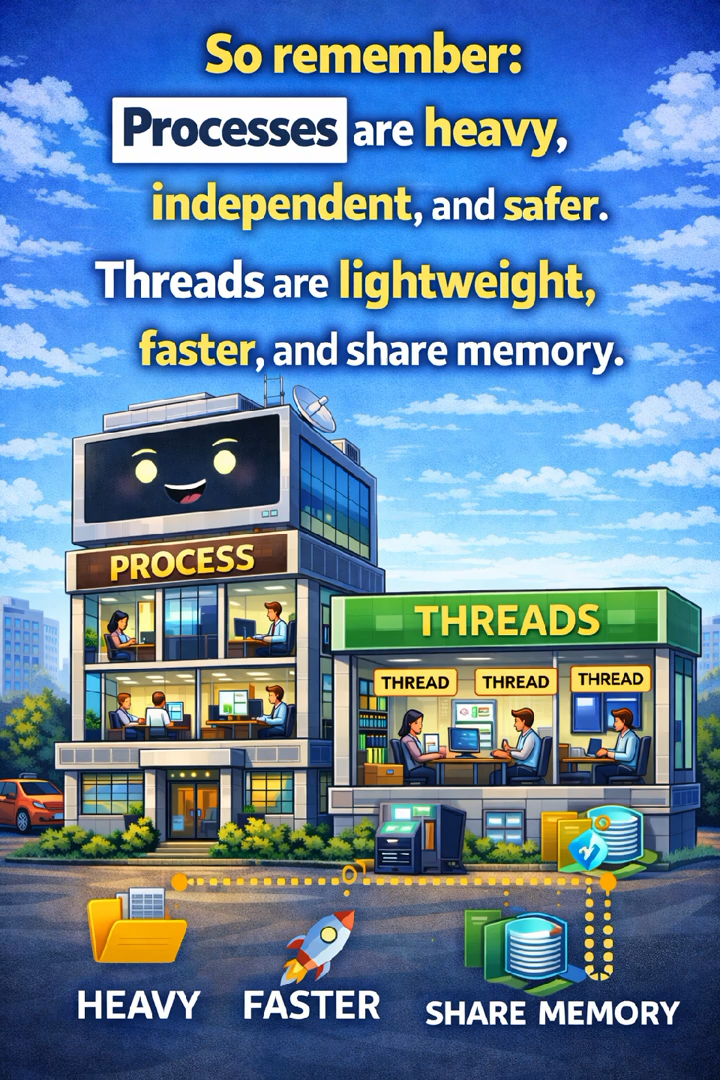 So remember:
Processes are heavy,
independent, and safer.
Threads are lightweight,
faster, and share memory.
PROCESS
THREADS
THREAD THREAD THREAD
HEAVY FASTER SHARE MEMORY